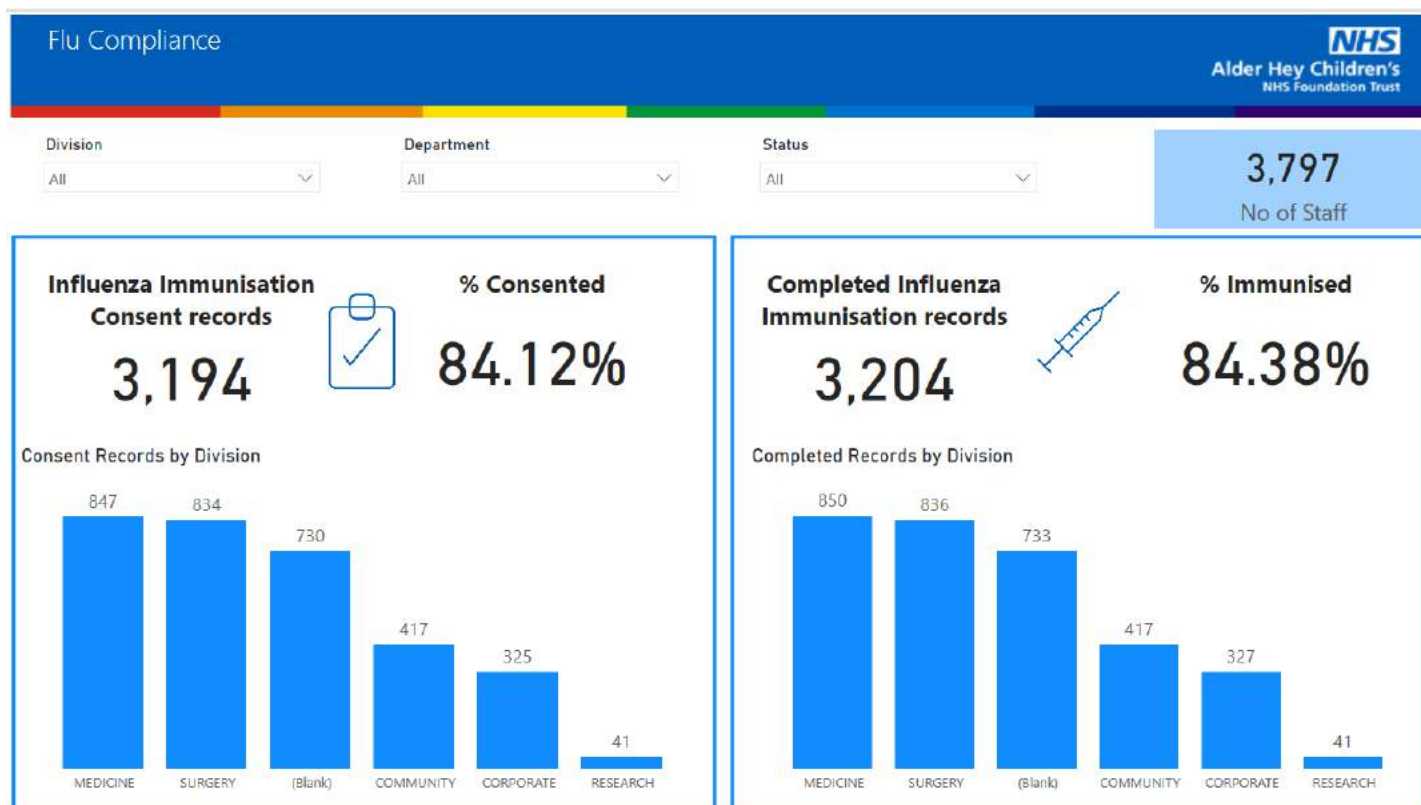 Flu Compliance
NHS
Alder Hey Children's
NHS Foundation Trust
Division
All
Department
All
Status
All
3,797
No of Staff
Influenza Immunisation
Consent records
3,194
% Consented
84.12%
Consent Records by Division
847
834
730
417
325
41
MEDICINE
SURGERY
(Blank)
COMMUNITY
CORPORATE
RESEARCH
Completed Influenza
Immunisation records
3,204
% Immunised
84.38%
Completed Records by Division
850
836
733
417
327
41
MEDICINE
SURGERY
(Blank)
COMMUNITY
CORPORATE
RESEARCH